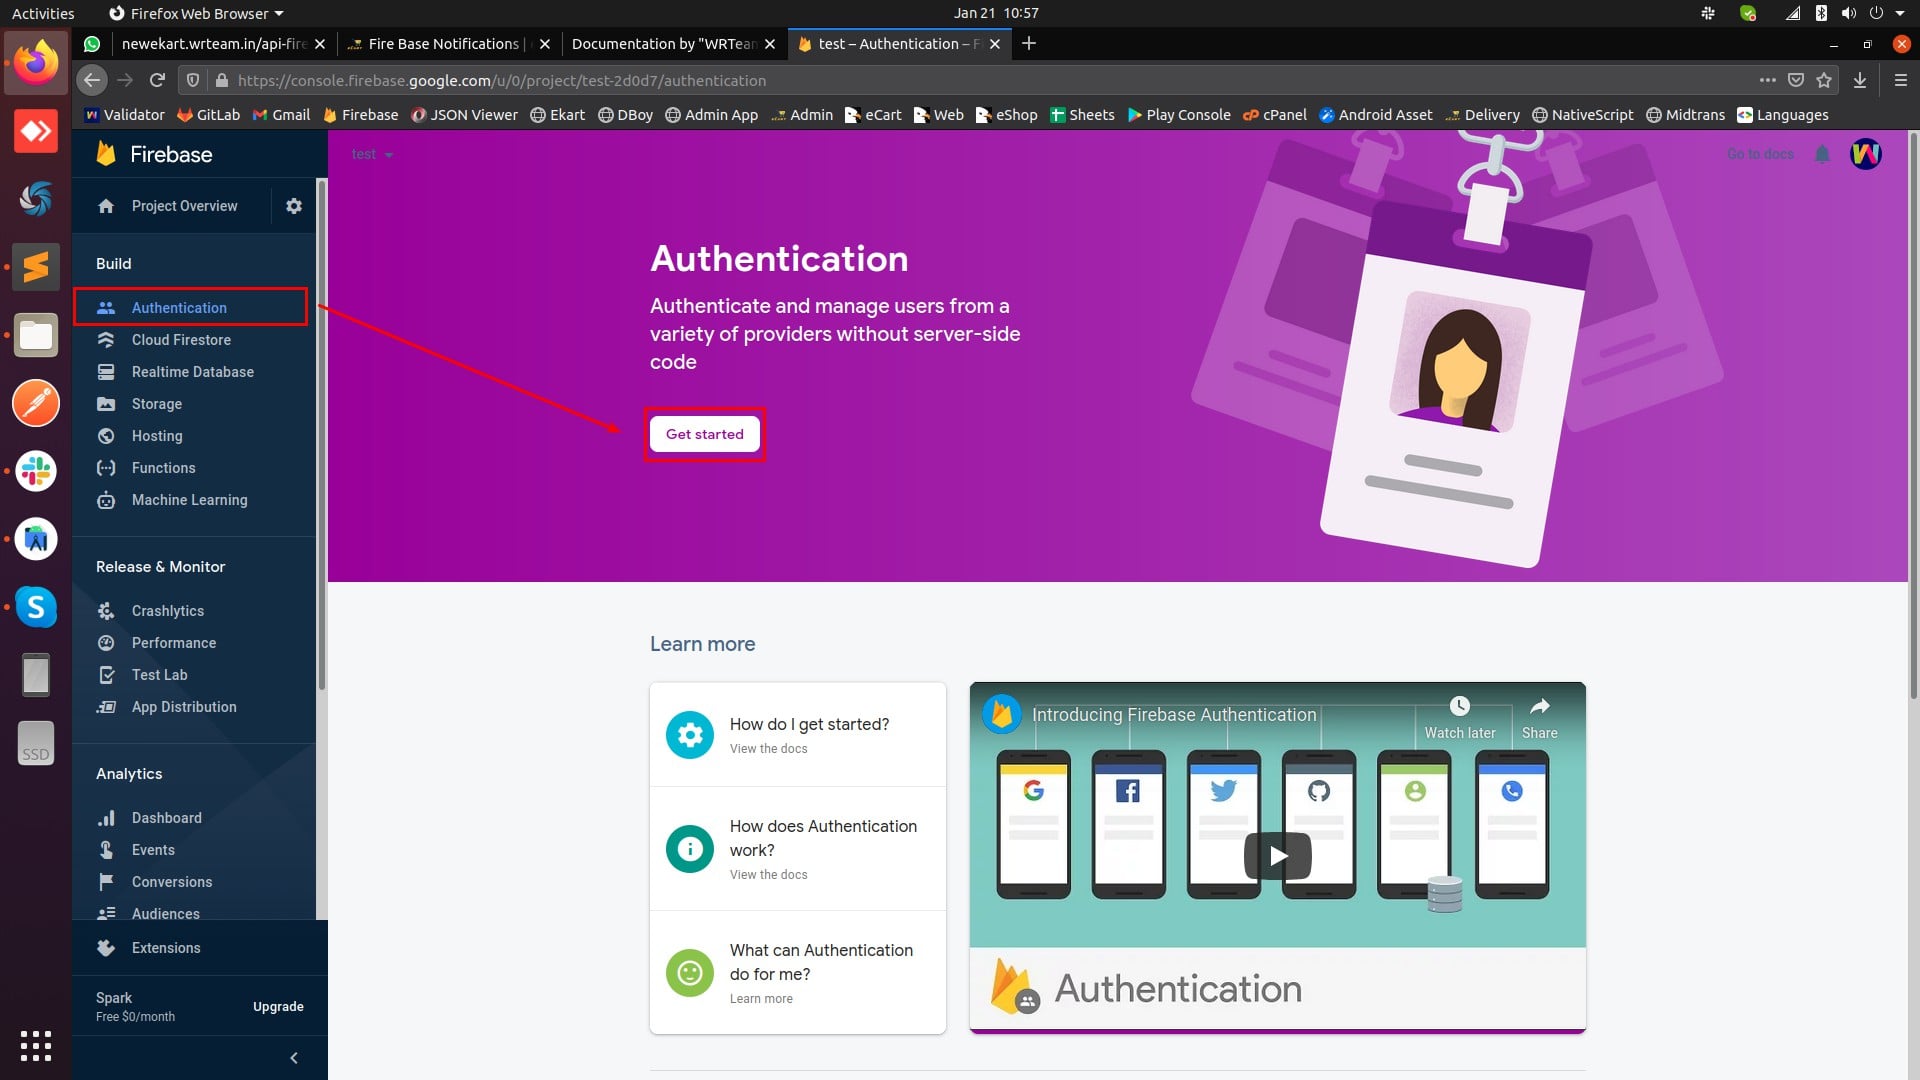 Activities
Firefox Web Browser
Jan 21 10:57
newekart.wrteam.in/api-fire
Fire Base Notifications |
Documentation by "WRTeam
test – Authentication – F
https://console.firebase.google.com/u/0/project/test-2d0d7/authentication
Validator
GitLab
Gmail
Firebase
JSON Viewer
Ekart
DBoy
Admin App
Admin
eCart
Web
eShop
Sheets
Play Console
cPanel
Android Asset
Delivery
NativeScript
Midtrans
Languages
Firebase
test
Go to docs
Project Overview
Build
Authentication
Cloud Firestore
Realtime Database
Storage
Hosting
Functions
Machine Learning
Release & Monitor
Crashlytics
Performance
Test Lab
App Distribution
Analytics
Dashboard
Events
Conversions
Audiences
Extensions
Spark
Free $0/month
Upgrade
SSD
Authentication
Authenticate and manage users from a
variety of providers without server-side
code
Get started
Learn more
How do I get started?
View the docs
How does Authentication
work?
View the docs
What can Authentication
do for me?
Learn more
Introducing Firebase Authentication
Watch later
Share
Authentication